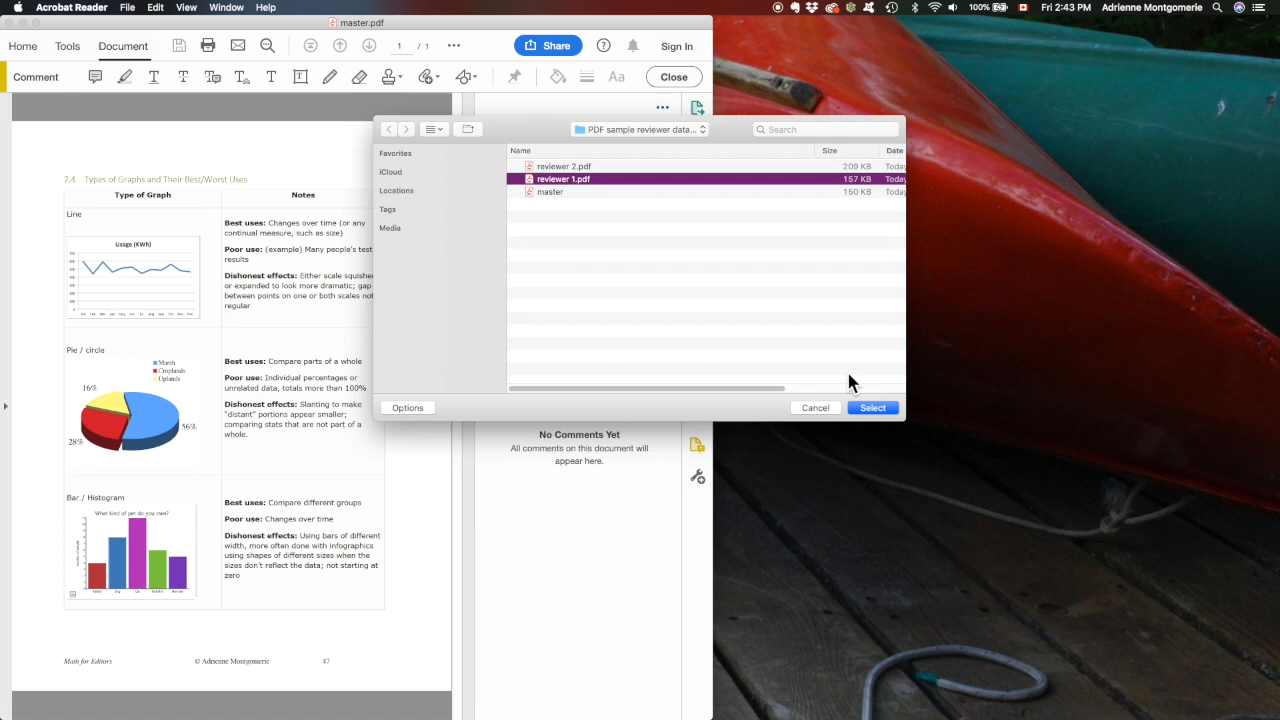 Acrobat Reader File Edit View Window Help
100% Fri 2:43 PM Adrienne Montgomerie
master.pdf
Home Tools Document 1 / 1 Share Sign In
Comment Aa Close
PDF sample reviewer data... Search
Favorites
iCloud
Locations
Tags
Media
Name Size Date
reviewer 2.pdf 209 KB Today
reviewer 1.pdf 157 KB Today
master 150 KB Today
Options Cancel Select
No Comments Yet
All comments on this document will
appear here.
7.4 Types of Graphs and Their Best/Worst Uses
Type of Graph Notes
Line
Usage (KWh)
Best uses: Changes over time (or any
continual measure, such as size)
Poor use: (example) Many people's test
results
Dishonest effects: Either scale squished
or expanded to look more dramatic; gap
between points on one or both scales not
regular
Pie / circle
Marsh
Croplands
Uplands
16%
56%
28%
Best uses: Compare parts of a whole
Poor use: Individual percentages or
unrelated data, totals more than 100%
Dishonest effects: Slanting to make
"distant" portions appear smaller;
comparing stats that are not part of a
whole.
Bar / Histogram
What kind of pet do you own?
Best uses: Compare different groups
Poor use: Changes over time
Dishonest effects: Using bars of different
width, more often done with infographics
using shapes of different sizes when the
sizes don't reflect the data; not starting at
zero
Math for Editors © Adrienne Montgomerie 47